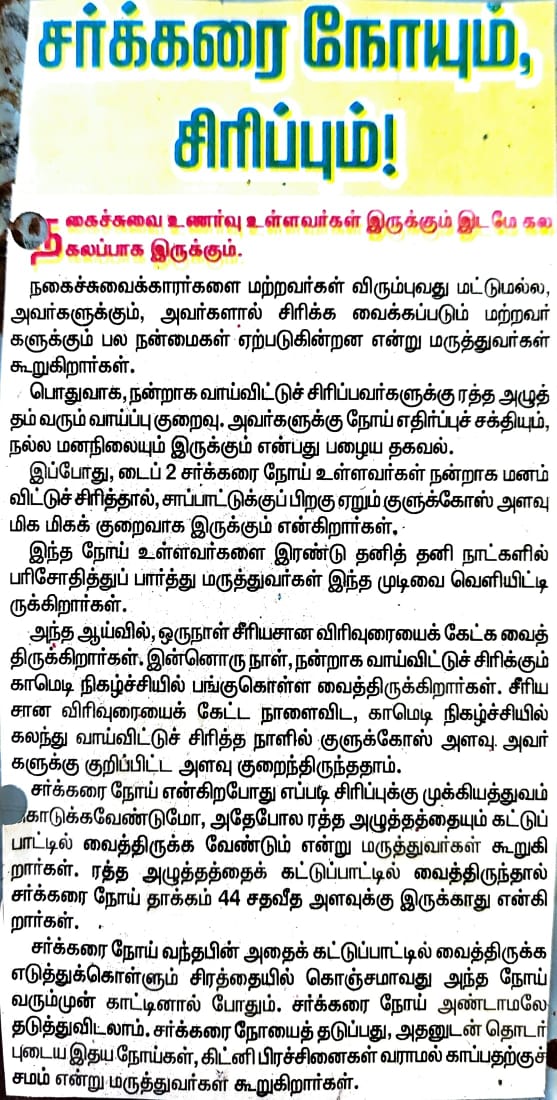 சர்க்கரை நோயும்,
சிரிப்பும்!
நகைச்சுவை உணர்வு உள்ளவர்கள் இருக்கும் இடமே கல
கலப்பாக இருக்கும்.
நகைச்சுவைக்காரர்களை மற்றவர்கள் விரும்புவது மட்டுமல்ல,
அவர்களுக்கும், அவர்களால் சிரிக்க வைக்கப்படும் மற்றவர்
களுக்கும் பல நன்மைகள் ஏற்படுகின்றன என்று மருத்துவர்கள்
கூறுகிறார்கள்.
பொதுவாக, நன்றாக வாய்விட்டுச் சிரிப்பவர்களுக்கு ரத்த அழுத்
தம் வரும் வாய்ப்பு குறைவு. அவர்களுக்கு நோய் எதிர்ப்புச் சக்தியும்,
நல்ல மனநிலையும் இருக்கும் என்பது பழைய தகவல்.
இப்போது, டைப் 2 சர்க்கரை நோய் உள்ளவர்கள் நன்றாக மனம்
விட்டுச் சிரித்தால், சாப்பாட்டுக்குப் பிறகு ஏறும் குளுக்கோஸ் அளவு
மிக மிகக் குறைவாக இருக்கும் என்கிறார்கள்.
இந்த நோய் உள்ளவர்களை இரண்டு தனித் தனி நாட்களில்
பரிசோதித்துப் பார்த்து மருத்துவர்கள் இந்த முடிவை வெளியிட்டி
ருக்கிறார்கள்.
அந்த ஆய்வில், ஒருநாள் சீரியசான விரிவுரையைக் கேட்க வைத்
திருக்கிறார்கள். இன்னொரு நாள், நன்றாக வாய்விட்டுச் சிரிக்கும்
காமெடி நிகழ்ச்சியில் பங்குகொள்ள வைத்திருக்கிறார்கள். சீரிய
சான விரிவுரையைக் கேட்ட நாளைவிட, காமெடி நிகழ்ச்சியில்
கலந்து வாய்விட்டுச் சிரித்த நாளில் குளுக்கோஸ் அளவு அவர்
களுக்கு குறிப்பிட்ட அளவு குறைந்திருந்ததாம்.
சர்க்கரை நோய் என்கிறபோது எப்படி சிரிப்புக்கு முக்கியத்துவம்
கொடுக்கவேண்டுமோ, அதேபோல ரத்த அழுத்தத்தையும் கட்டுப்
பாட்டில் வைத்திருக்க வேண்டும் என்று மருத்துவர்கள் கூறுகி
றார்கள். ரத்த அழுத்தத்தைக் கட்டுப்பாட்டில் வைத்திருந்தால்
சர்க்கரை நோய் தாக்கம் 44 சதவீத அளவுக்கு இருக்காது என்கி
றார்கள்.
சர்க்கரை நோய் வந்தபின் அதைக் கட்டுப்பாட்டில் வைத்திருக்க
எடுத்துக்கொள்ளும் சிரத்தையில் கொஞ்சமாவது அந்த நோய்
வரும்முன் காட்டினால் போதும். சர்க்கரை நோய் அண்டாமலே
தடுத்துவிடலாம். சர்க்கரை நோயைத் தடுப்பது, அதனுடன் தொடர்
புடைய இதய நோய்கள், கிட்னி பிரச்சினைகள் வராமல் காப்பதற்குச்
சமம் என்று மருத்துவர்கள் கூறுகிறார்கள்.